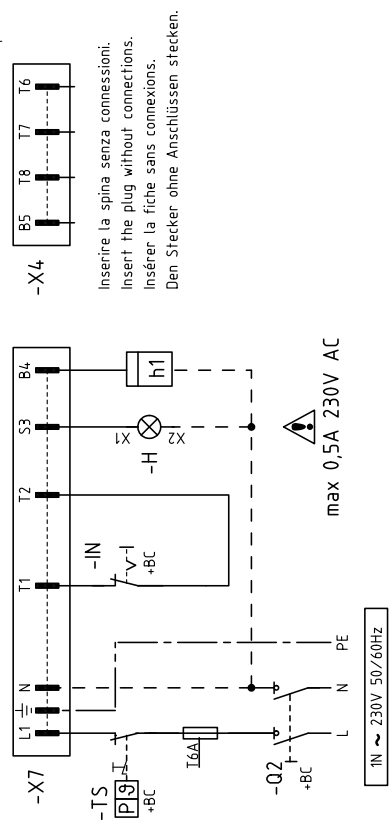 -X4
B5 T8 T7 T6
Inserire la spina senza connessioni.
Insert the plug without connections.
Insérer la fiche sans connexions.
Den Stecker ohne Anschlüssen stecken.
-X7
L1 N T1 T2 S3 B4
-TS
P ϑ
+BC
T6A
-Q2
+BC
L N PE
1N ~ 230V 50/60Hz
-IN
+BC
-H
X1
X2
h1
max 0,5A 230V AC